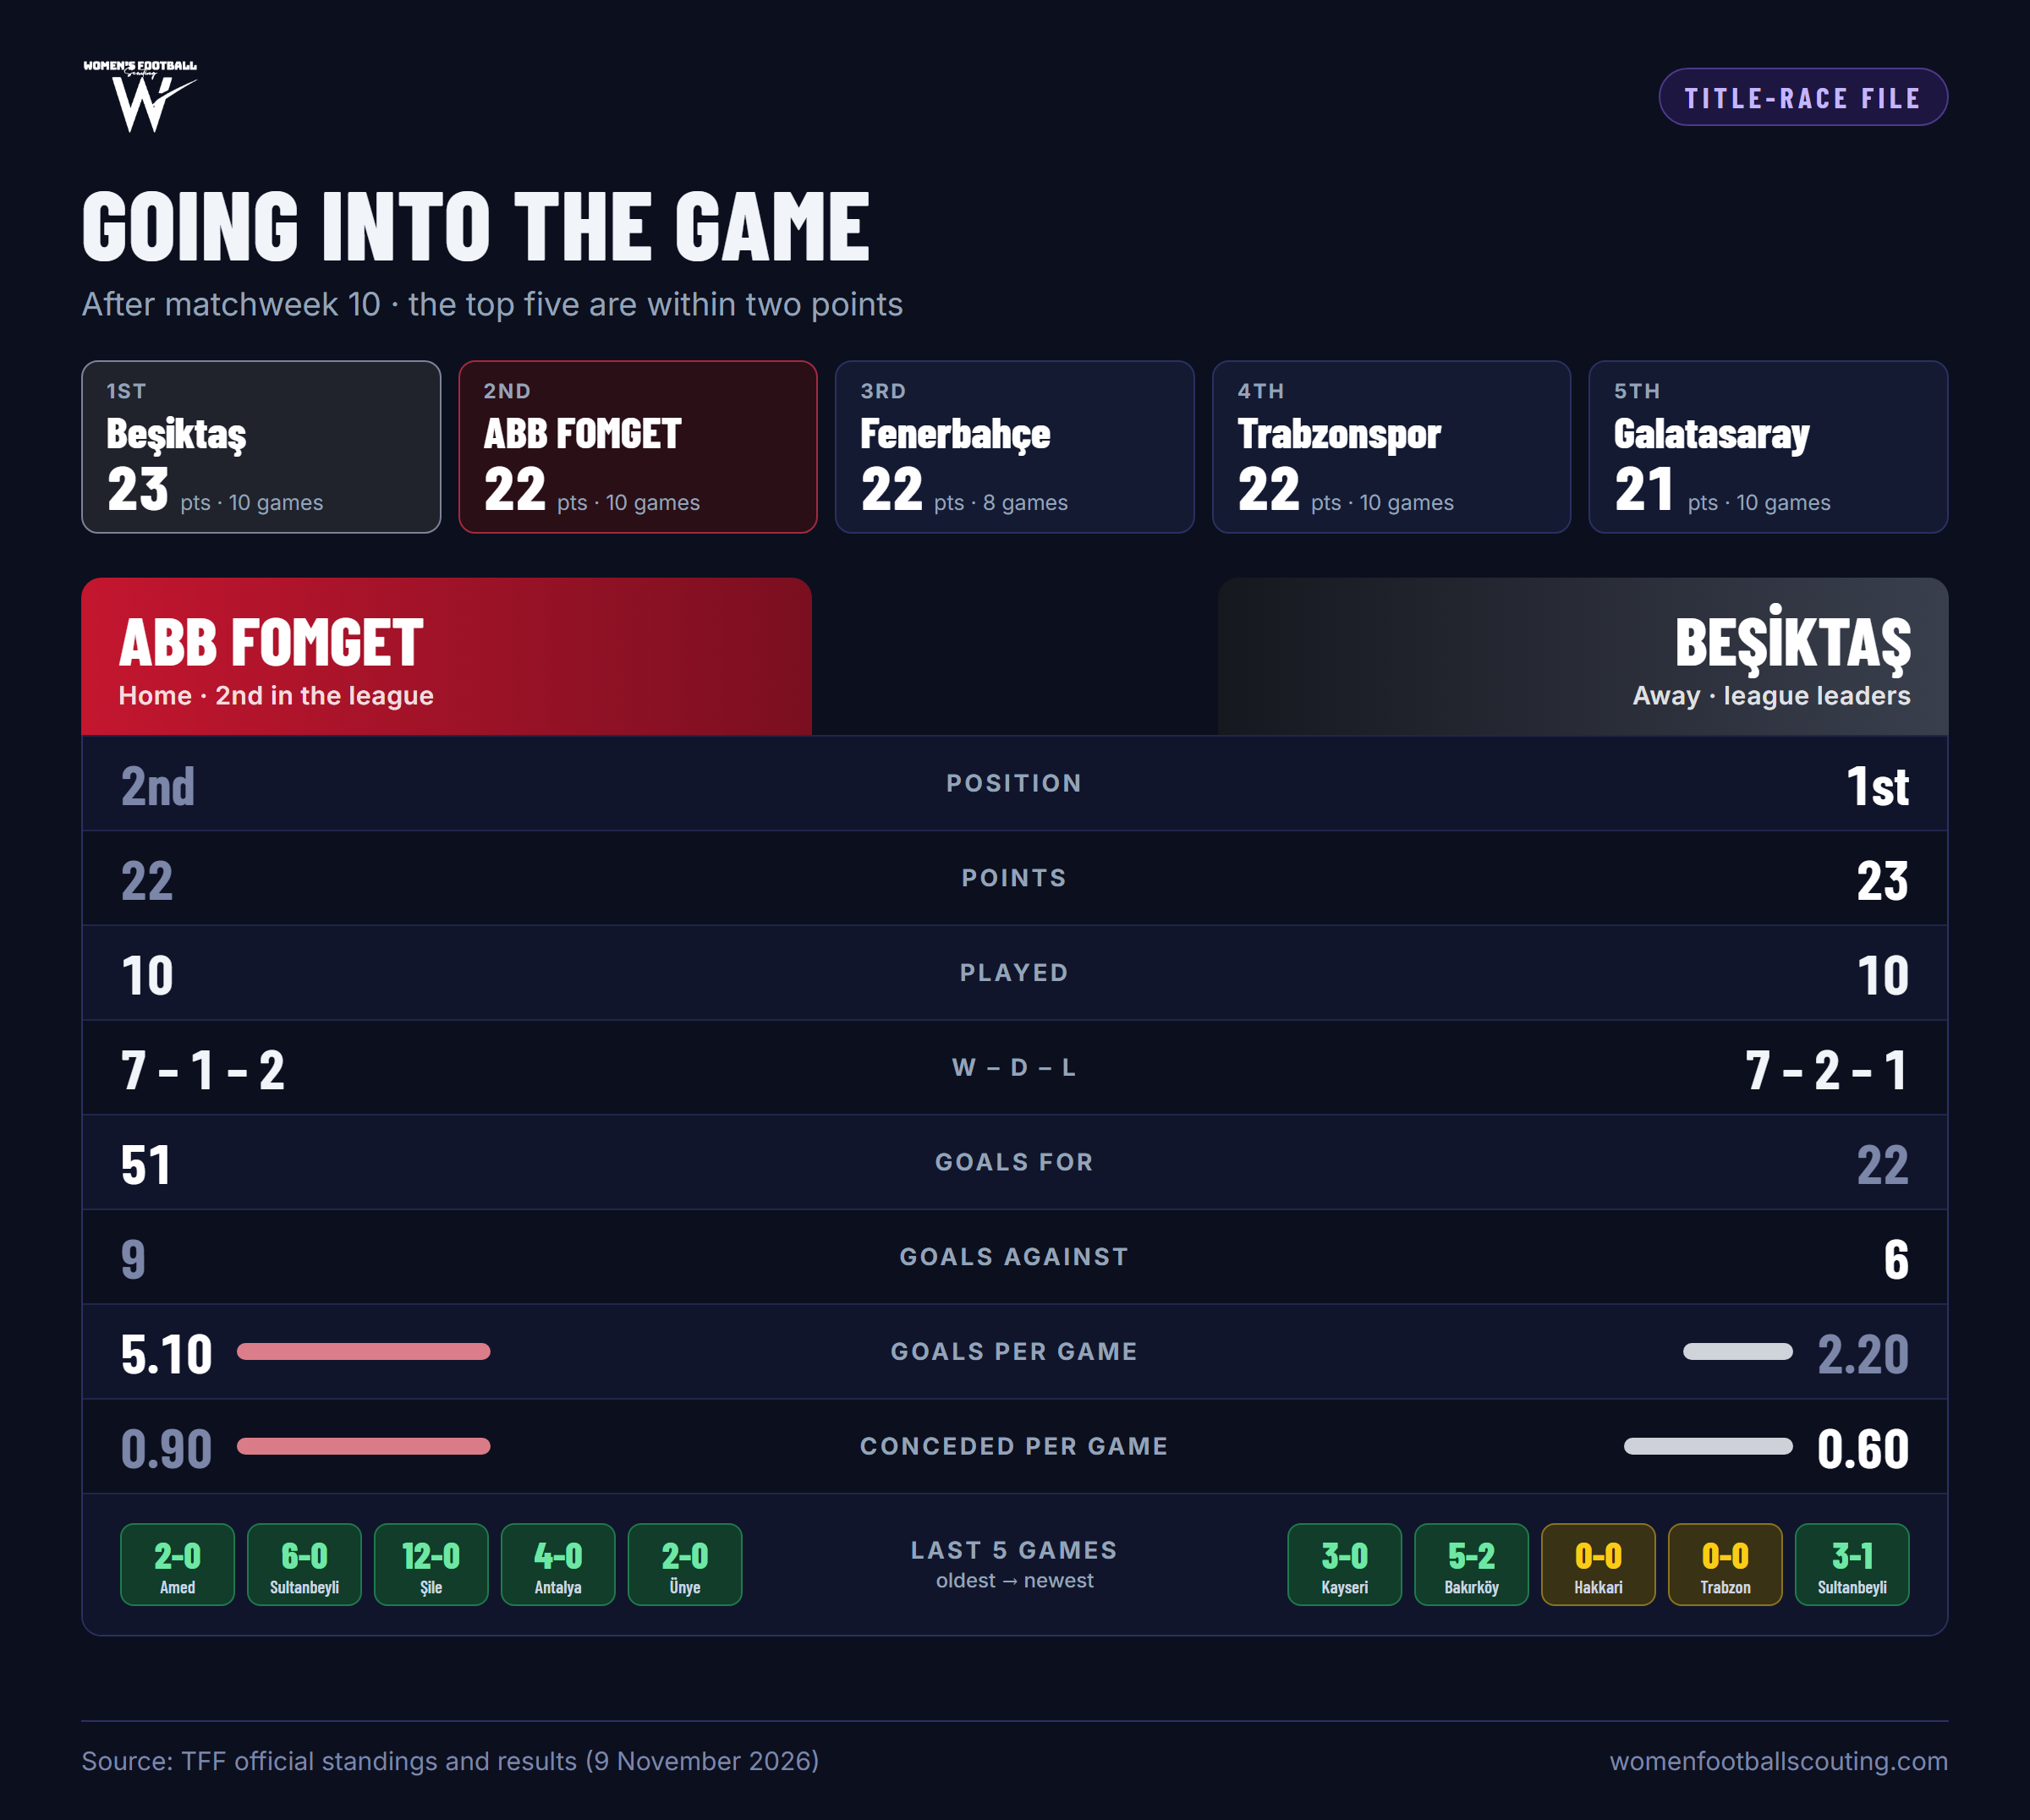 WOMEN'S FOOTBALL
Scouting
W
TITLE-RACE FILE
GOING INTO THE GAME
After matchweek 10 · the top five are within two points
1ST
Beşiktaş
23 pts · 10 games
2ND
ABB FOMGET
22 pts · 10 games
3RD
Fenerbahçe
22 pts · 8 games
4TH
Trabzonspor
22 pts · 10 games
5TH
Galatasaray
21 pts · 10 games
ABB FOMGET
Home · 2nd in the league
BEŞİKTAŞ
Away · league leaders
2nd POSITION 1st
22 POINTS 23
10 PLAYED 10
7 – 1 – 2 W – D – L 7 – 2 – 1
51 GOALS FOR 22
9 GOALS AGAINST 6
5.10 GOALS PER GAME 2.20
0.90 CONCEDED PER GAME 0.60
2-0 6-0 12-0 4-0 2-0 LAST 5 GAMES 3-0 5-2 0-0 0-0 3-1
Amed Sultanbeyli Şile Antalya Ünye oldest → newest Kayseri Bakırköy Hakkari Trabzon Sultanbeyli
Source: TFF official standings and results (9 November 2026) womenfootballscouting.com